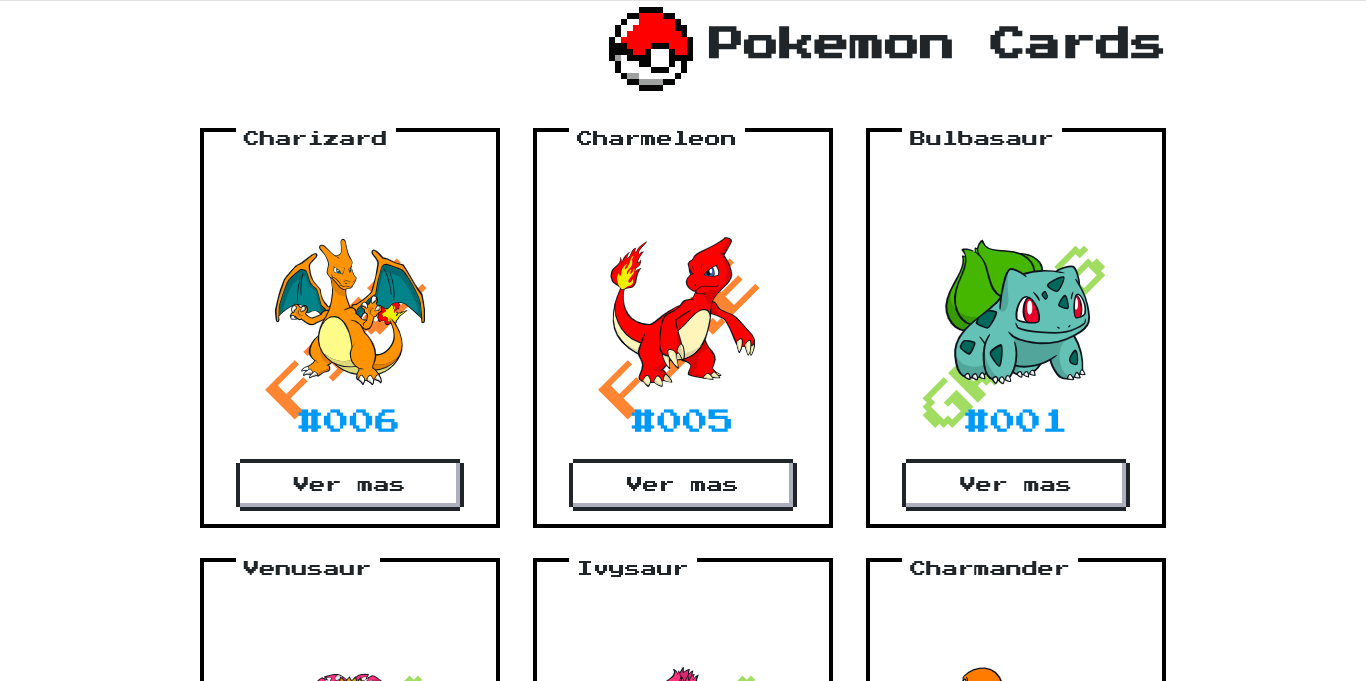 Pokemon Cards
Charizard
Charmeleon
Bulbasaur
#006
#005
#001
Ver mas
Ver mas
Ver mas
Venusaur
Ivysaur
Charmander